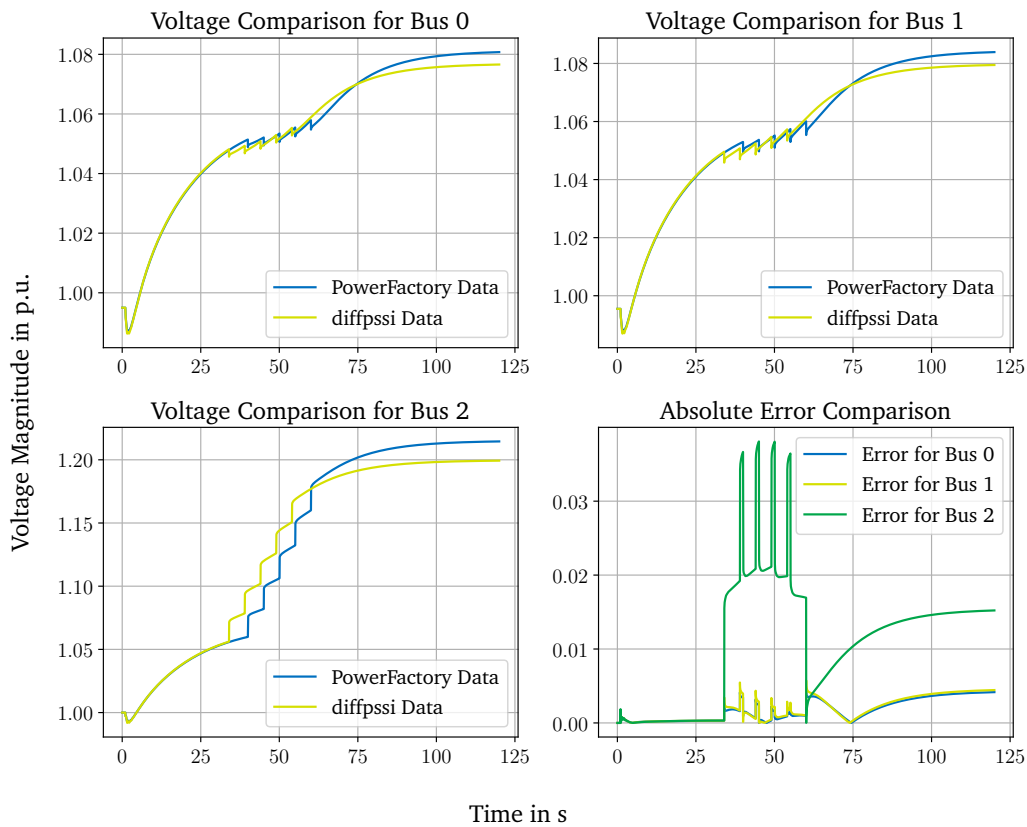 Voltage Comparison for Bus 0
1.08
1.06
1.04
1.02
1.00
0 25 50 75 100 125
PowerFactory Data
diffpssi Data
Voltage Comparison for Bus 1
1.08
1.06
1.04
1.02
1.00
0 25 50 75 100 125
PowerFactory Data
diffpssi Data
Voltage Magnitude in p.u.
Voltage Comparison for Bus 2
1.20
1.15
1.10
1.05
1.00
0 25 50 75 100 125
PowerFactory Data
diffpssi Data
Absolute Error Comparison
0.03
0.02
0.01
0.00
0 25 50 75 100 125
Error for Bus 0
Error for Bus 1
Error for Bus 2
Time in s